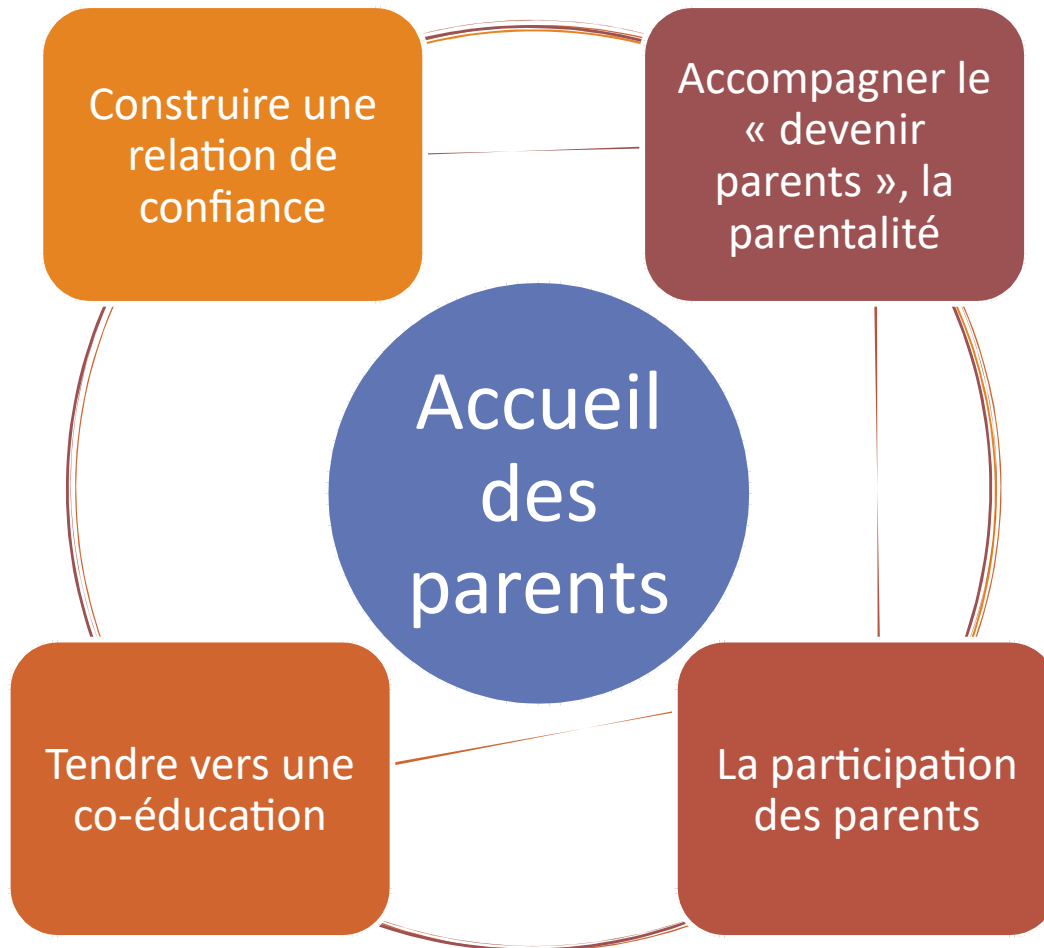 Construire une
relation de
confiance
Accompagner le
« devenir
parents », la
parentalité
Accueil
des
parents
Tendre vers une
co-éducation
La participation
des parents